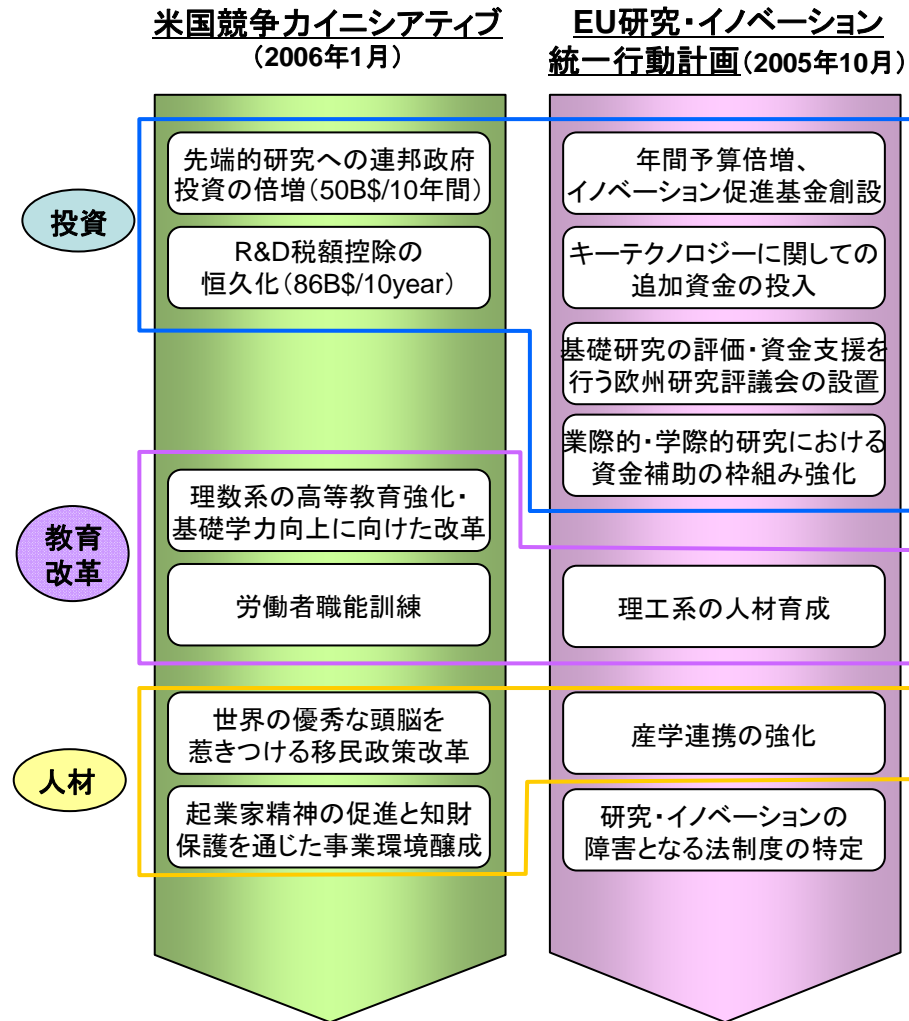 米国競争力イニシアティブ
（2006年1月）
EU研究・イノベーション
統一行動計画（2005年10月）
投資
先端的研究への連邦政府
投資の倍増（50B$/10年間）
R&D税額控除の
恒久化（86B$/10year）
年間予算倍増、
イノベーション促進基金創設
キーテクノロジーに関しての
追加資金の投入
基礎研究の評価・資金支援を
行う欧州研究評議会の設置
業際的・学際的研究における
資金補助の枠組み強化
教育
改革
理数系の高等教育強化・
基礎学力向上に向けた改革
労働者職能訓練
理工系の人材育成
人材
世界の優秀な頭脳を
惹きつける移民政策改革
起業家精神の促進と知財
保護を通じた事業環境醸成
産学連携の強化
研究・イノベーションの
障害となる法制度の特定